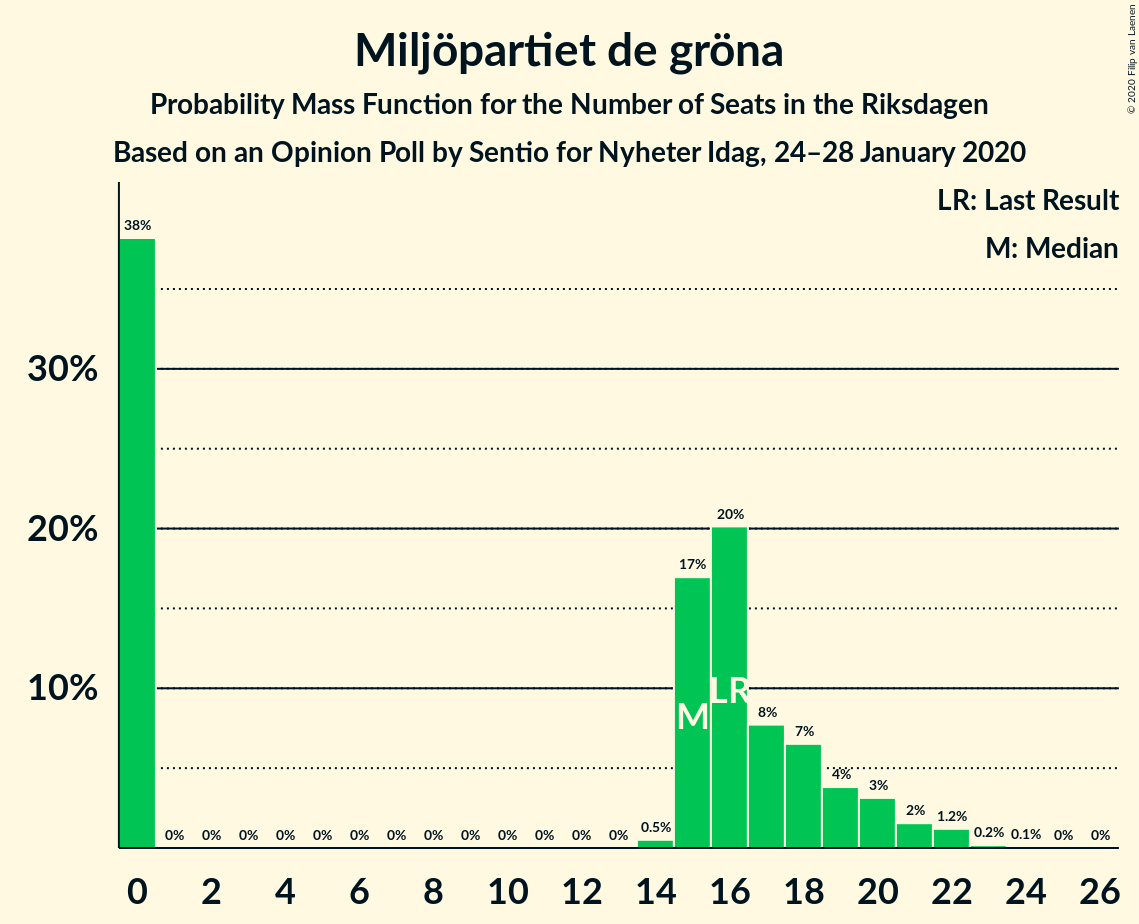 Miljöpartiet de gröna
Probability Mass Function for the Number of Seats in the Riksdagen
Based on an Opinion Poll by Sentio for Nyheter Idag, 24–28 January 2020
© 2020 Filip van Laenen
LR: Last Result
M: Median
38%
30%
20%
10%
0% 0% 0% 0% 0% 0% 0% 0% 0% 0% 0% 0% 0% 0.5% 17% 20% 8% 7% 4% 3% 2% 1.2% 0.2% 0.1% 0% 0%
M
LR
0 2 4 6 8 10 12 14 16 18 20 22 24 26